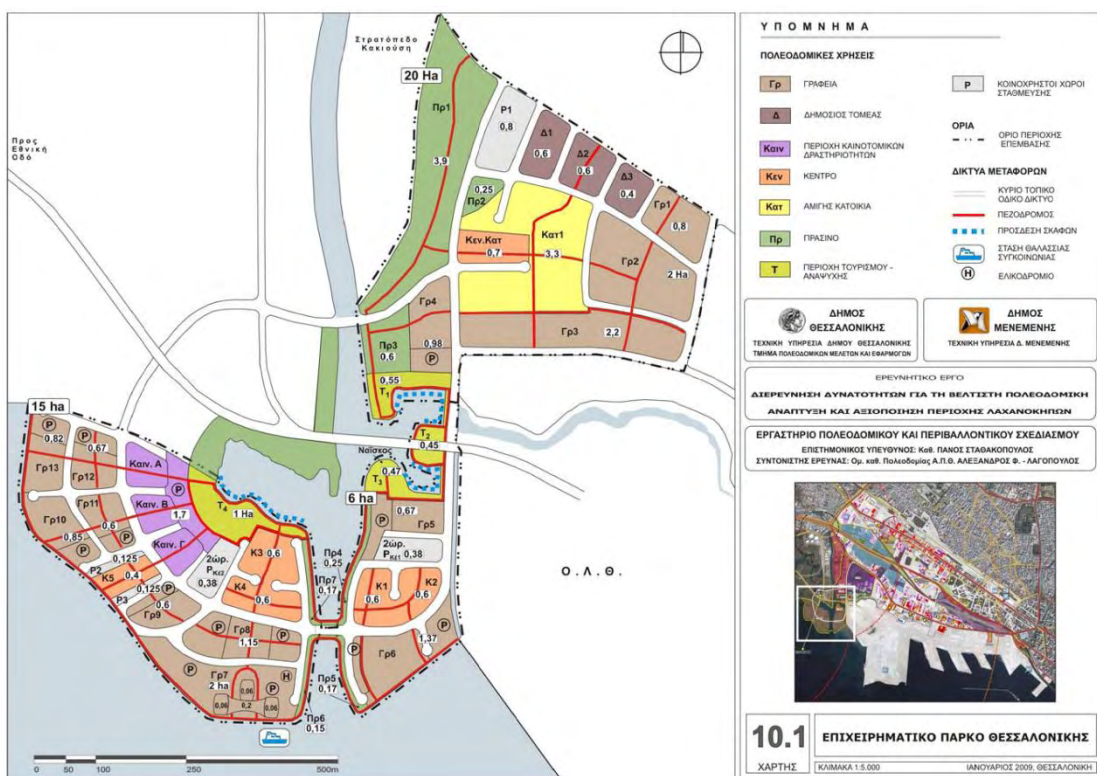 Στρατόπεδο
Κακιούση
20 Ha
Προς
Εθνική
Οδό
Πρ1
3,9
Ρ1
0,8
Δ1
0,6
Δ2
0,6
Δ3
0.4
Γρ1
0,8
0,25
Πρ2
Κεν.Κατ
0,7
Κατ1
3,3
Γρ2
2 Ha
Γρ4
Γρ3
2,2
0,98
Ρ
Πρ3
0,6
0,55
Τ1
Τ2
0,45
Ναΐσκος
0,47
Τ3
6 ha
0,67
Γρ5
Ρ
2ώρ.
ΡΚε1 0,38
15 ha
Ρ
0,82
Ρ
0,67
Γρ13
Γρ12
Καιν. Α
Ρ
Γρ11
Καιν. Β
1,7
Τ4
1 Ha
Γρ10
0,6
0,85
Ρ
Ρ
Καιν. Γ
0,125
Ρ2
Κ5
0,4
0,125
Ρ3
Ρ
0,6
Γρ9
2ώρ.
ΡΚε2
0,38
Κ3
0,6
Κ4
0,6
Πρ4
0,25
Πρ7
0,17
Κ1
0,6
Κ2
0,6
Γρ8
1,15
Ρ
Ρ
Γρ6
1,37
Ρ
Ρ
Γρ7
2 ha
Ρ
Η
Ρ
0,06
0,06
0,2
0,06
Πρ5
0,17
Πρ6
0,15
Ο.Λ.Θ.
0 50 100 250 500m
ΥΠΟΜΝΗΜΑ
ΠΟΛΕΟΔΟΜΙΚΕΣ ΧΡΗΣΕΙΣ
Γρ ΓΡΑΦΕΙΑ
Δ ΔΗΜΟΣΙΟΣ ΤΟΜΕΑΣ
Καιν ΠΕΡΙΟΧΗ ΚΑΙΝΟΤΟΜΙΚΩΝ
ΔΡΑΣΤΗΡΙΟΤΗΤΩΝ
Κεν ΚΕΝΤΡΟ
Κατ ΑΜΙΓΗΣ ΚΑΤΟΙΚΙΑ
Πρ ΠΡΑΣΙΝΟ
Τ ΠΕΡΙΟΧΗ ΤΟΥΡΙΣΜΟΥ -
ΑΝΑΨΥΧΗΣ
Ρ ΚΟΙΝΟΧΡΗΣΤΟΙ ΧΩΡΟΙ
ΣΤΑΘΜΕΥΣΗΣ
ΟΡΙΑ
ΟΡΙΟ ΠΕΡΙΟΧΗΣ
ΕΠΕΜΒΑΣΗΣ
ΔΙΚΤΥΑ ΜΕΤΑΦΟΡΩΝ
ΚΥΡΙΟ ΤΟΠΙΚΟ
ΟΔΙΚΟ ΔΙΚΤΥΟ
ΠΕΖΟΔΡΟΜΟΣ
ΠΡΟΣΔΕΣΗ ΣΚΑΦΩΝ
ΣΤΑΣΗ ΘΑΛΑΣΣΙΑΣ
ΣΥΓΚΟΙΝΩΝΙΑΣ
Η ΕΛΙΚΟΔΡΟΜΙΟ
ΔΗΜΟΣ
ΘΕΣΣΑΛΟΝΙΚΗΣ
ΤΕΧΝΙΚΗ ΥΠΗΡΕΣΙΑ ΔΗΜΟΥ ΘΕΣΣΑΛΟΝΙΚΗΣ
ΤΜΗΜΑ ΠΟΛΕΟΔΟΜΙΚΩΝ ΜΕΛΕΤΩΝ ΚΑΙ ΕΦΑΡΜΟΓΩΝ
ΔΗΜΟΣ
ΜΕΝΕΜΕΝΗΣ
ΤΕΧΝΙΚΗ ΥΠΗΡΕΣΙΑ Δ. ΜΕΝΕΜΕΝΗΣ
ΕΡΕΥΝΗΤΙΚΟ ΕΡΓΟ
ΔΙΕΡΕΥΝΗΣΗ ΔΥΝΑΤΟΤΗΤΩΝ ΓΙΑ ΤΗ ΒΕΛΤΙΣΤΗ ΠΟΛΕΟΔΟΜΙΚΗ
ΑΝΑΠΤΥΞΗ ΚΑΙ ΑΞΙΟΠΟΙΗΣΗ ΠΕΡΙΟΧΗΣ ΛΑΧΑΝΟΚΗΠΩΝ
ΕΡΓΑΣΤΗΡΙΟ ΠΟΛΕΟΔΟΜΙΚΟΥ ΚΑΙ ΠΕΡΙΒΑΛΛΟΝΤΙΚΟΥ ΣΧΕΔΙΑΣΜΟΥ
ΕΠΙΣΤΗΜΟΝΙΚΟΣ ΥΠΕΥΘΥΝΟΣ: Καθ. ΠΑΝΟΣ ΣΤΑΘΑΚΟΠΟΥΛΟΣ
ΣΥΝΤΟΝΙΣΤΗΣ ΕΡΕΥΝΑΣ: Ομ. καθ. Πολεοδομίας Α.Π.Θ. ΑΛΕΞΑΝΔΡΟΣ Φ. - ΛΑΓΟΠΟΥΛΟΣ
10.1
ΧΑΡΤΗΣ
ΕΠΙΧΕΙΡΗΜΑΤΙΚΟ ΠΑΡΚΟ ΘΕΣΣΑΛΟΝΙΚΗΣ
ΚΛΙΜΑΚΑ 1:5.000
ΙΑΝΟΥΑΡΙΟΣ 2009, ΘΕΣΣΑΛΟΝΙΚΗ